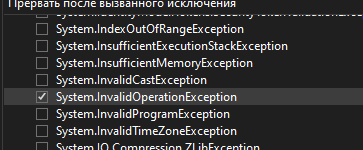 Прервать после вызванного исключения
System.IndexOutOfRangeException
System.InsufficientExecutionStackException
System.InsufficientMemoryException
System.InvalidCastException
System.InvalidOperationException
System.InvalidProgramException
System.InvalidTimeZoneException
System.IO.Compression.ZLibException